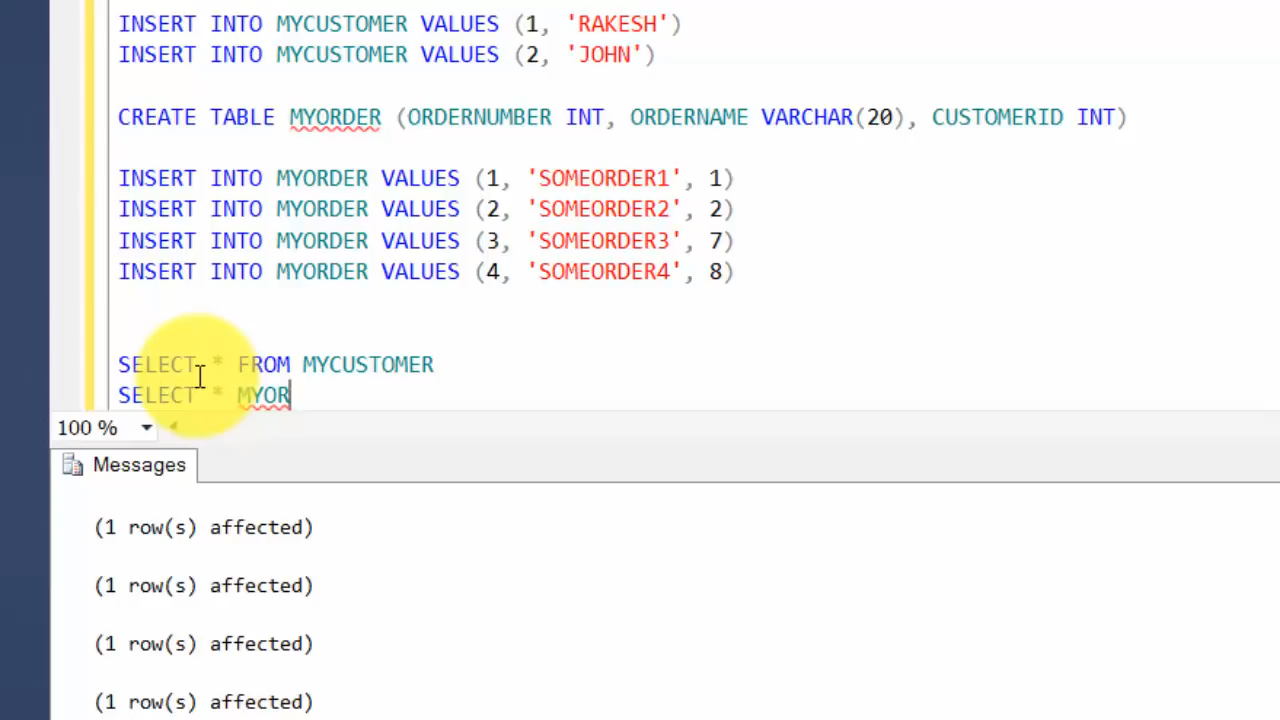 INSERT INTO MYCUSTOMER VALUES (1, 'RAKESH')
INSERT INTO MYCUSTOMER VALUES (2, 'JOHN')
CREATE TABLE MYORDER (ORDERNUMBER INT, ORDERNAME VARCHAR(20), CUSTOMERID INT)
INSERT INTO MYORDER VALUES (1, 'SOMEORDER1', 1)
INSERT INTO MYORDER VALUES (2, 'SOMEORDER2', 2)
INSERT INTO MYORDER VALUES (3, 'SOMEORDER3', 7)
INSERT INTO MYORDER VALUES (4, 'SOMEORDER4', 8)
SELECT * FROM MYCUSTOMER
SELECT * MYOR
100 %
Messages
(1 row(s) affected)
(1 row(s) affected)
(1 row(s) affected)
(1 row(s) affected)